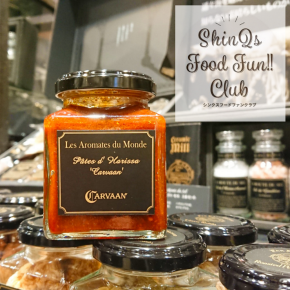 ShinQs
Food Fun!!
Club
シンクスフードファンクラブ
Les Aromates du Monde
Pâtes d' Harissa
"Carvaan"
CARVAAN